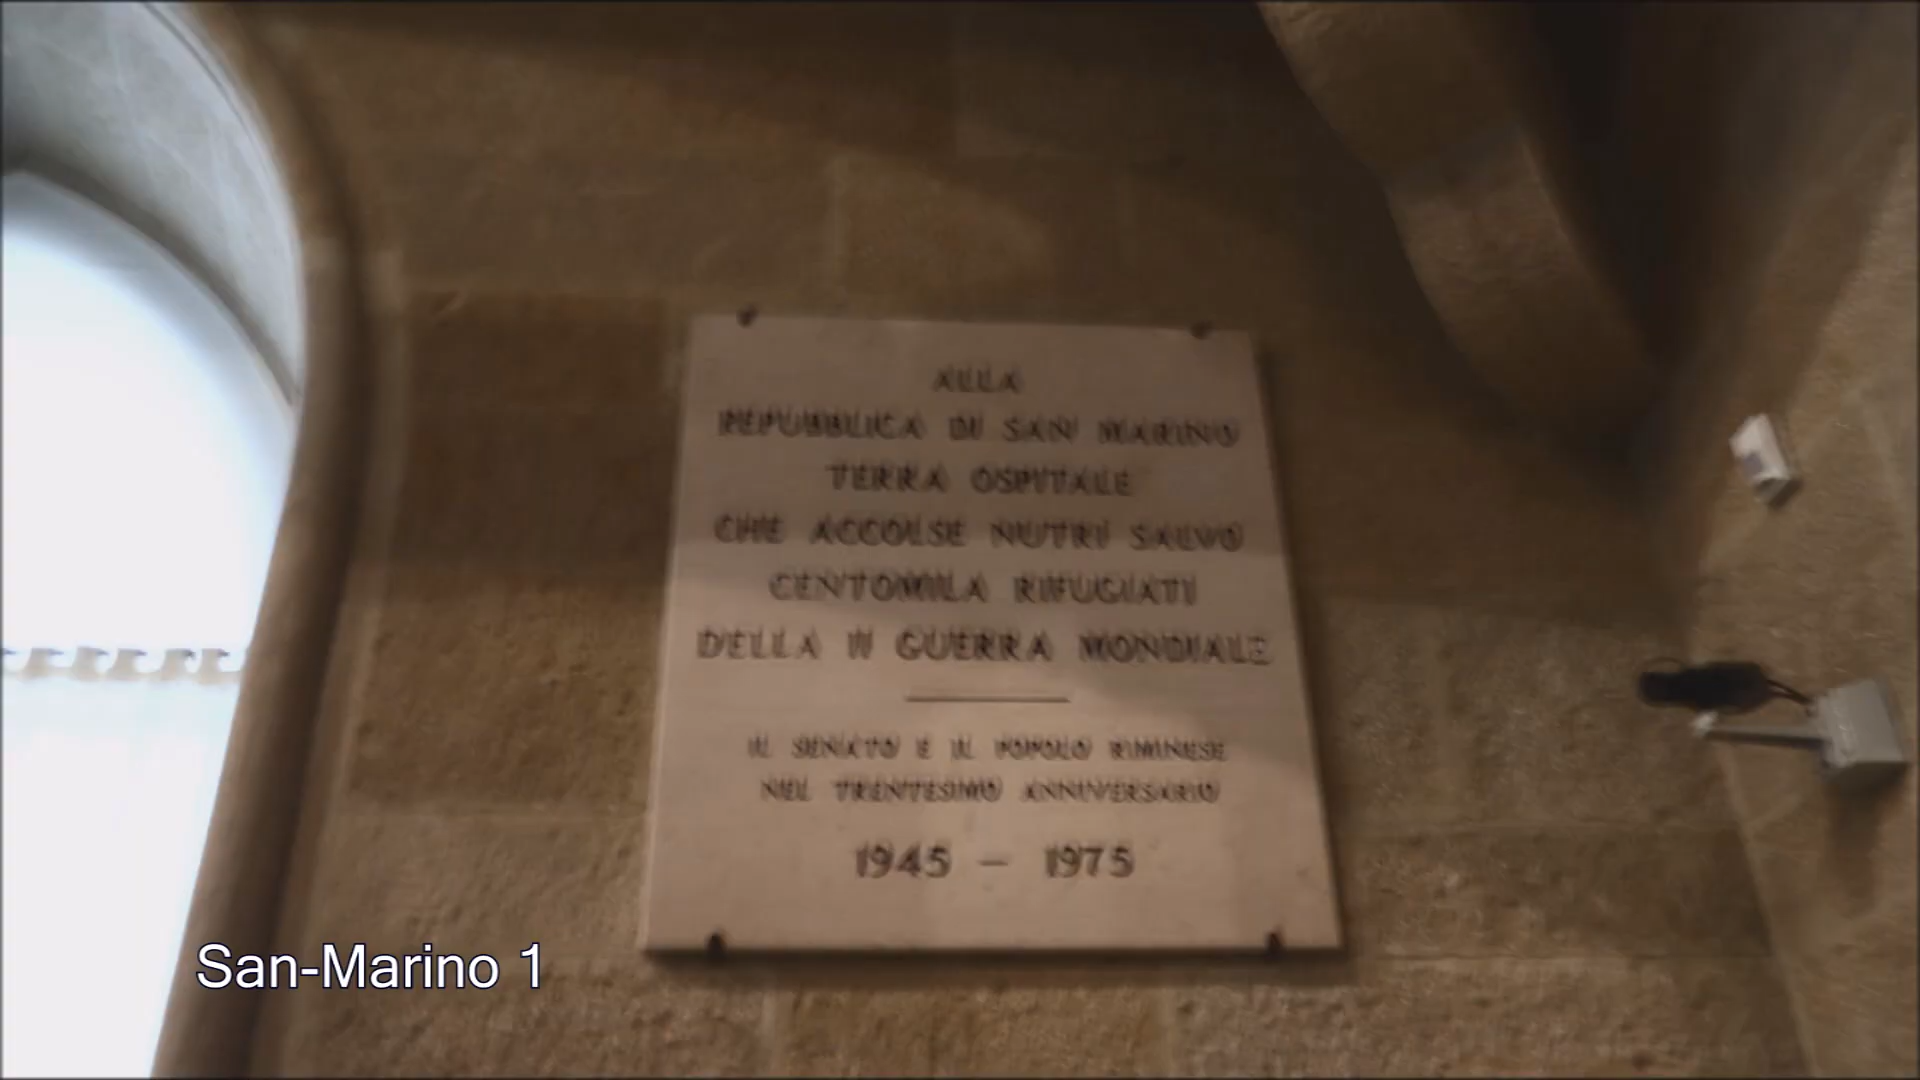 ALLA
REPUBBLICA DI SAN MARINO
TERRA OSPITALE
CHE ACCOLSE NUTRÌ SALVÒ
CENTOMILA RIFUGIATI
DELLA II GUERRA MONDIALE
IL SENATO E IL POPOLO RIMINESE
NEL TRENTESIMO ANNIVERSARIO
1945 – 1975
San-Marino 1